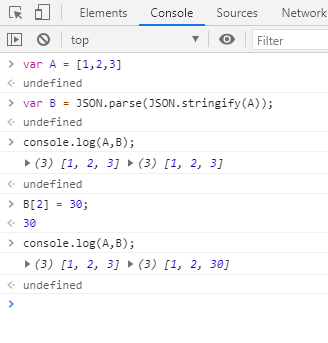 Elements Console Sources
top Filter
> var A = [1,2,3]
< undefined
> var B = JSON.parse(JSON.stringify(A));
< undefined
> console.log(A,B);
▶ (3) [1, 2, 3] ▶ (3) [1, 2, 3]
< undefined
> B[2] = 30;
< 30
> console.log(A,B);
▶ (3) [1, 2, 3] ▶ (3) [1, 2, 30]
< undefined
>